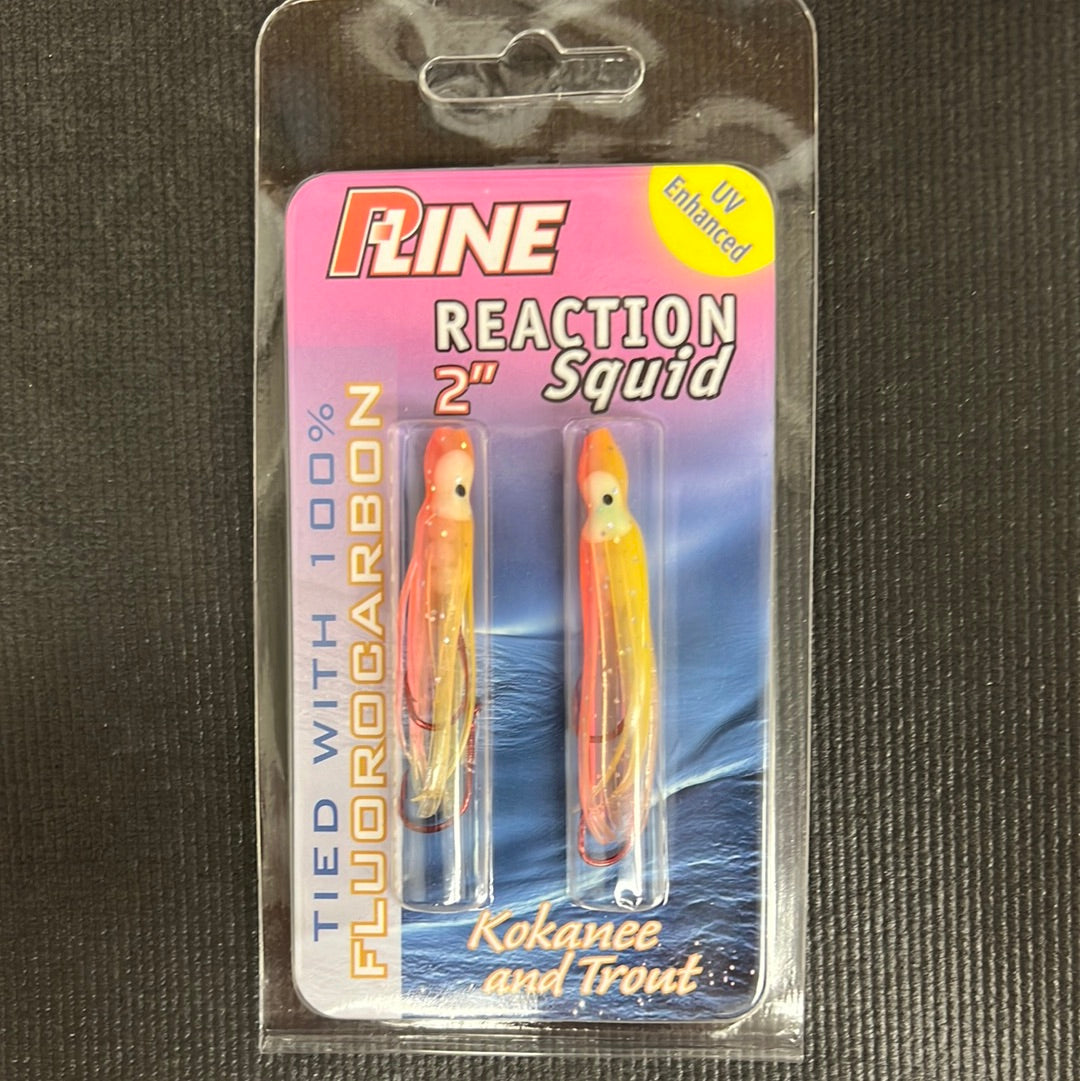 P-LINE
UV
Enhanced
REACTION
Squid
2"
TIED WITH 100%
FLUOROCARBON
Kokanee
and Trout